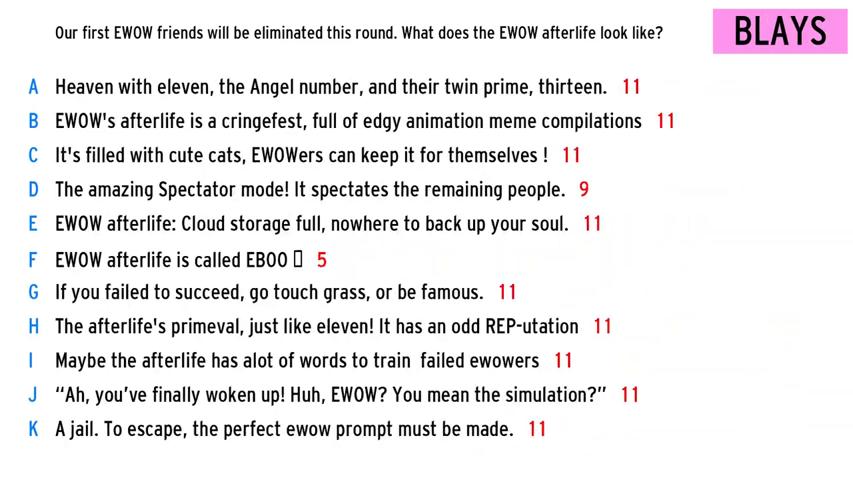 Our first EWOW friends will be eliminated this round. What does the EWOW afterlife look like?
BLAYS
A Heaven with eleven, the Angel number, and their twin prime, thirteen. 11
B EWOW's afterlife is a cringefest, full of edgy animation meme compilations 11
C It's filled with cute cats, EWOWers can keep it for themselves ! 11
D The amazing Spectator mode! It spectates the remaining people. 9
E EWOW afterlife: Cloud storage full, nowhere to back up your soul. 11
F EWOW afterlife is called EBOO ▯ 5
G If you failed to succeed, go touch grass, or be famous. 11
H The afterlife's primeval, just like eleven! It has an odd REP-utation 11
I Maybe the afterlife has alot of words to train  failed ewowers 11
J “Ah, you’ve finally woken up! Huh, EWOW? You mean the simulation?” 11
K A jail. To escape, the perfect ewow prompt must be made. 11